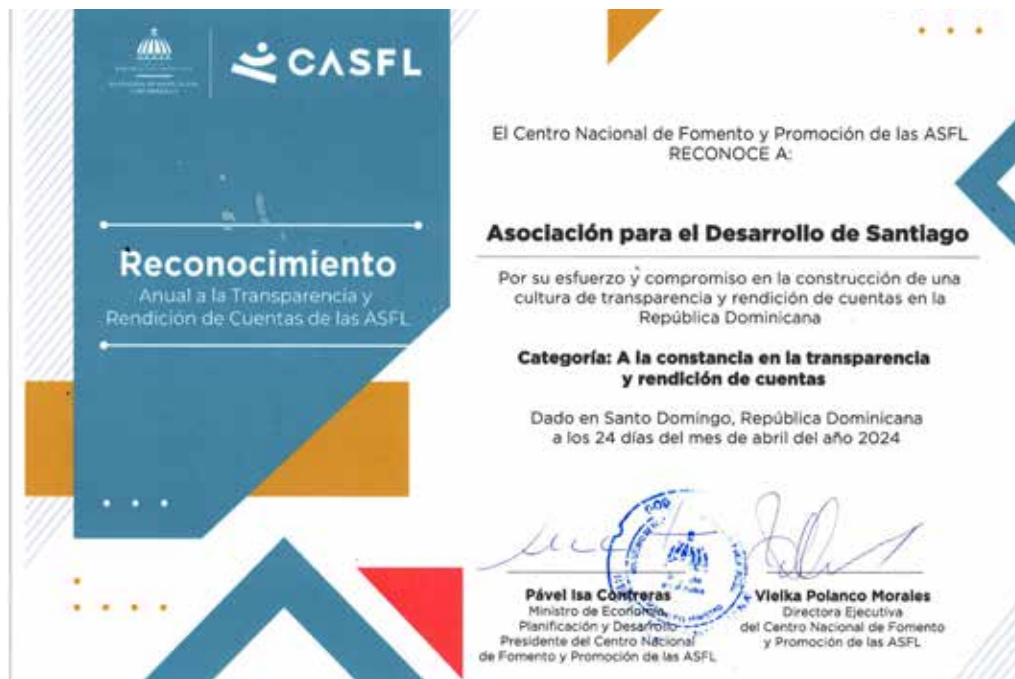 CASFL
Reconocimiento
Anual a la Transparencia y
Rendición de Cuentas de las ASFL
El Centro Nacional de Fomento y Promoción de las ASFL
RECONOCE A:
Asociación para el Desarrollo de Santiago
Por su esfuerzo y compromiso en la construcción de una
cultura de transparencia y rendición de cuentas en la
República Dominicana
Categoría: A la constancia en la transparencia
y rendición de cuentas
Dado en Santo Domingo, República Dominicana
a los 24 días del mes de abril del año 2024
Pável Isa Contreras
Ministro de Economía,
Planificación y Desarrollo
Presidente del Centro Nacional
de Fomento y Promoción de las ASFL
Vielka Polanco Morales
Directora Ejecutiva
del Centro Nacional de Fomento
y Promoción de las ASFL